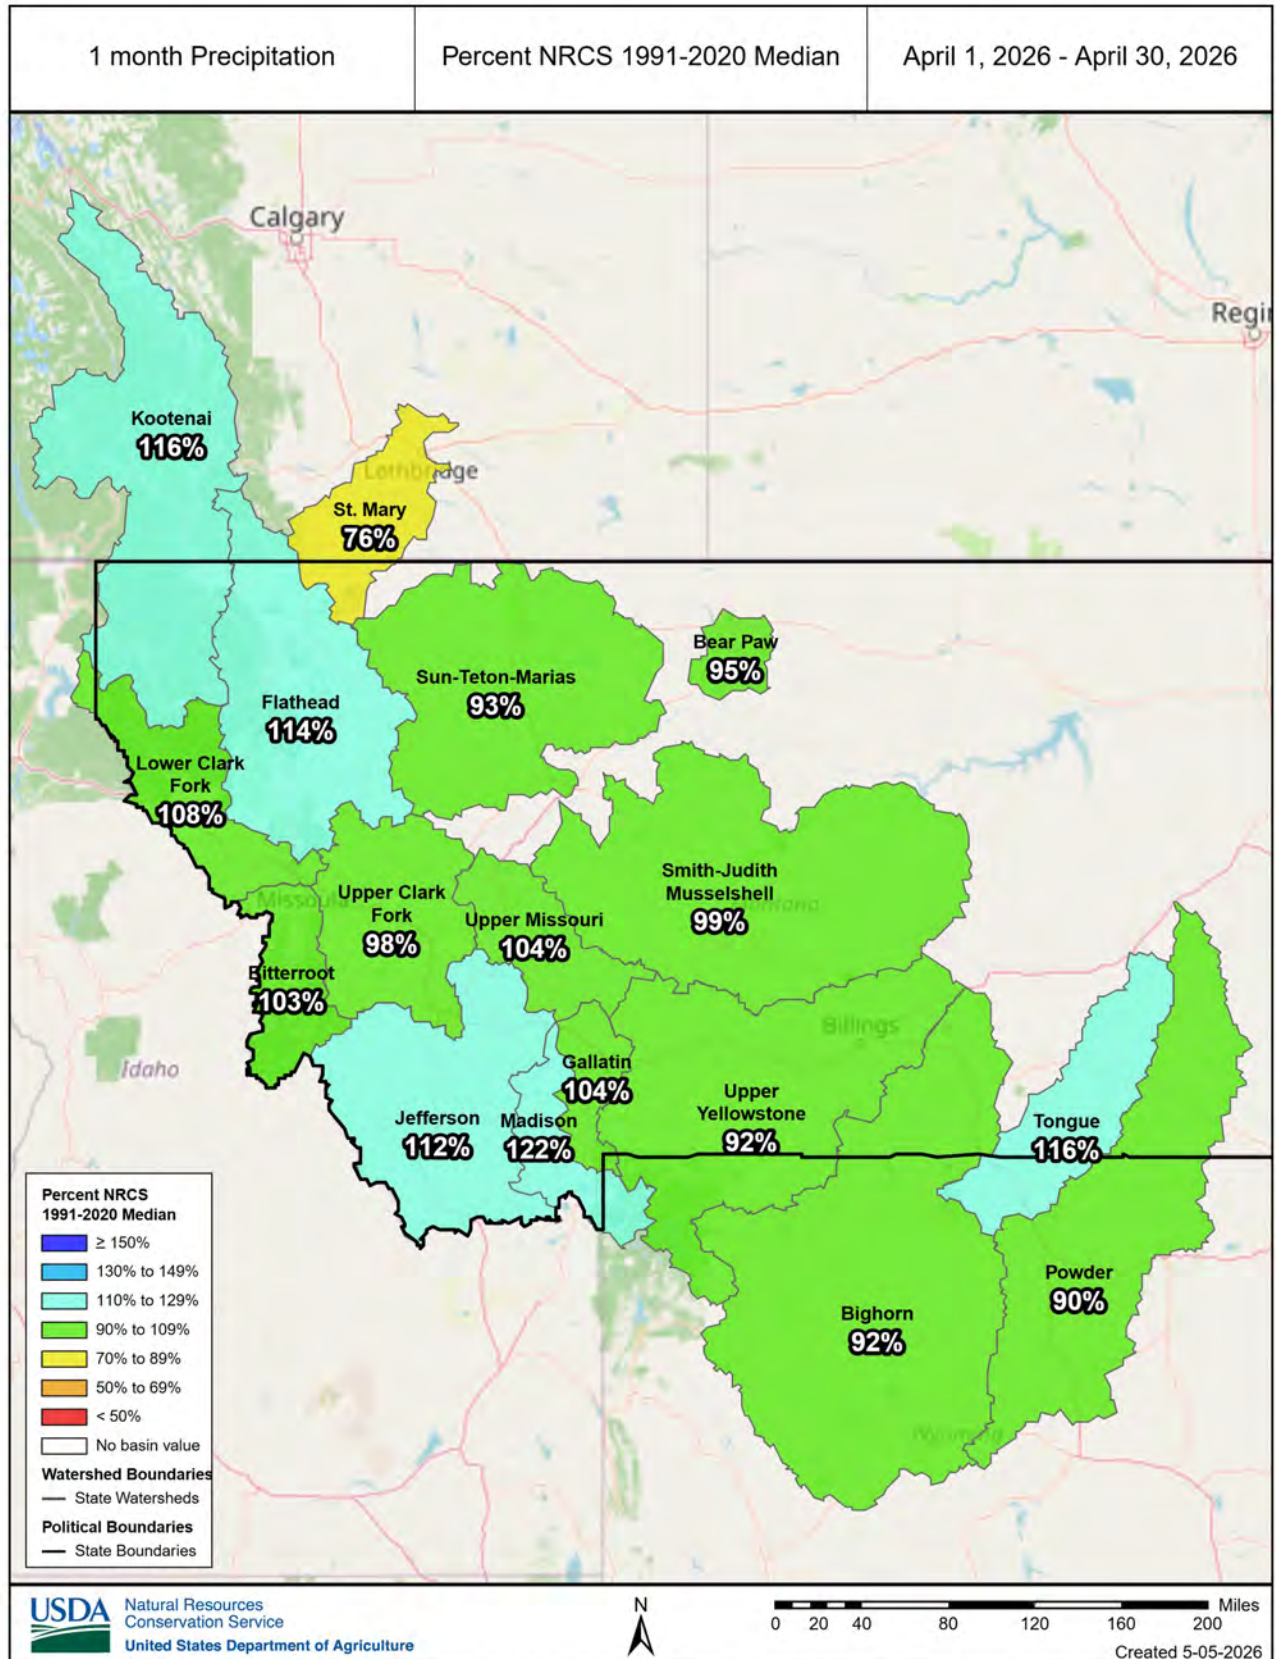 1 month Precipitation
Percent NRCS 1991-2020 Median
April 1, 2026 - April 30, 2026
Calgary
Regin
Kootenai
116%
Lethbridge
St. Mary
76%
Bear Paw
95%
Sun-Teton-Marias
93%
Flathead
114%
Lower Clark
Fork
108%
Smith-Judith
Musselshell
99%
Montana
Upper Clark
Fork
98%
Missoula
Upper Missouri
104%
Bitterroot
103%
Billings
Idaho
Gallatin
104%
Upper
Yellowstone
92%
Jefferson
112%
Madison
122%
Tongue
116%
Powder
90%
Bighorn
92%
Wyoming
Percent NRCS
1991-2020 Median
≥ 150%
130% to 149%
110% to 129%
90% to 109%
70% to 89%
50% to 69%
< 50%
No basin value
Watershed Boundaries
State Watersheds
Political Boundaries
State Boundaries
USDA
Natural Resources
Conservation Service
United States Department of Agriculture
N
Miles
0 20 40 80 120 160 200
Created 5-05-2026